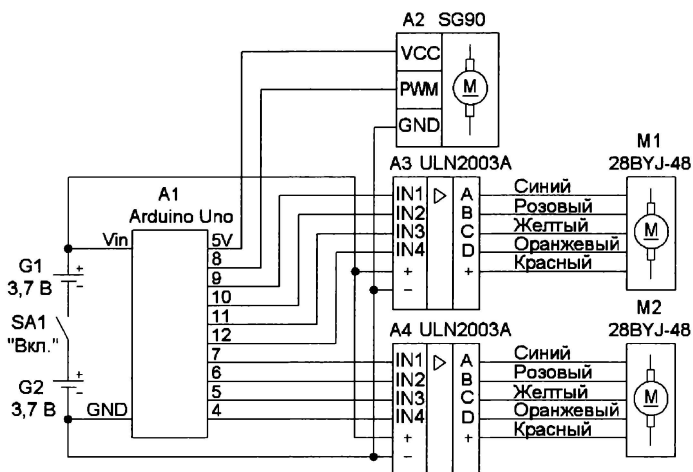 A2 SG90
VCC
PWM
M
GND
A3 ULN2003A
M1
28BYJ-48
A1
Arduino Uno
IN1
IN2
IN3
IN4
+
−
A
B
C
D
+
Синий
Розовый
Желтый
Оранжевый
Красный
M
Vin
GND
5V
8
9
10
11
12
7
6
5
4
G1
3,7 В
+
−
SA1
"Вкл."
G2
3,7 В
+
−
A4 ULN2003A
M2
28BYJ-48
IN1
IN2
IN3
IN4
+
−
A
B
C
D
+
Синий
Розовый
Желтый
Оранжевый
Красный
M